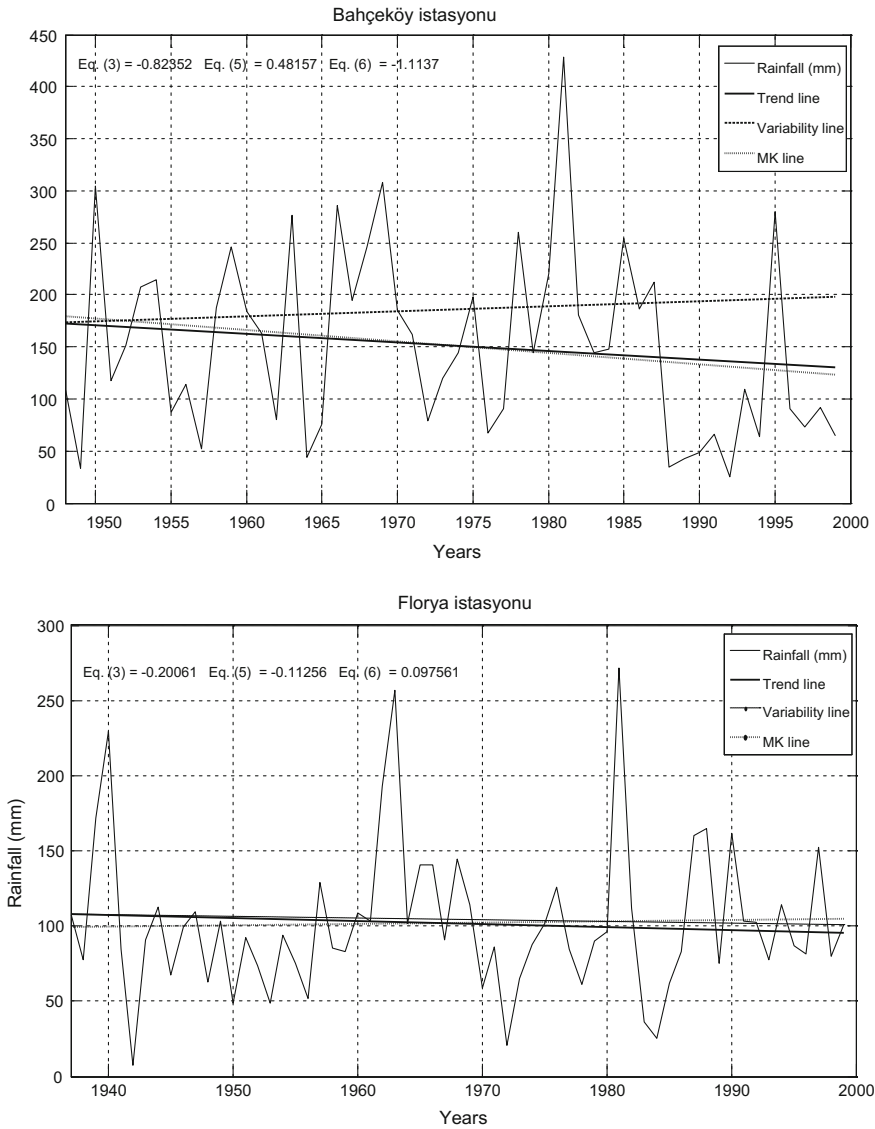 Bahçeköy istasyonu
450
400
350
300
250
200
150
100
50
0
Eq. (3) = -0.82352 Eq. (5) = 0.48157 Eq. (6) = -1.1137
Rainfall (mm)
Trend line
Variability line
MK line
1950 1955 1960 1965 1970 1975 1980 1985 1990 1995 2000
Years
Florya istasyonu
Rainfall (mm)
300
250
200
150
100
50
0
Eq. (3) = -0.20061 Eq. (5) = -0.11256 Eq. (6) = 0.097561
Rainfall (mm)
Trend line
Variability line
MK line
1940 1950 1960 1970 1980 1990 2000
Years